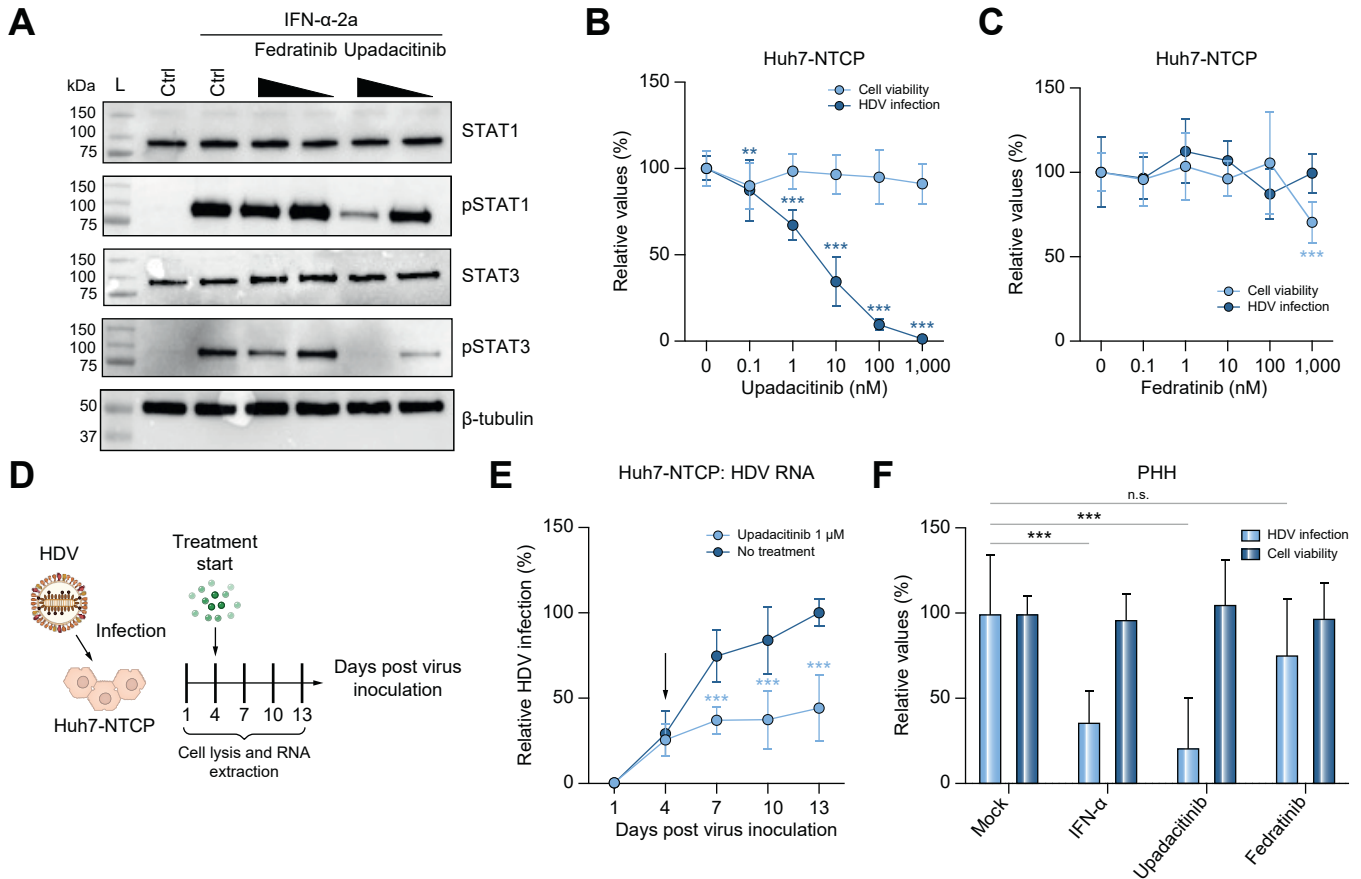 A
IFN-α-2a
Fedratinib Upadacitinib
kDa L Ctrl Ctrl
150
100
75
STAT1
150
100
75
pSTAT1
150
100
75
STAT3
150
100
75
pSTAT3
50
37
β-tubulin
B
Huh7-NTCP
Cell viability
HDV infection
Relative values (%)
150
100
50
0
**
***
***
***
***
0 0.1 1 10 100 1,000
Upadacitinib (nM)
C
Huh7-NTCP
Relative values (%)
150
100
50
0
***
Cell viability
HDV infection
0 0.1 1 10 100 1,000
Fedratinib (nM)
D
HDV
Treatment
start
Infection
Huh7-NTCP
1 4 7 10 13
Days post virus
inoculation
Cell lysis and RNA
extraction
E
Huh7-NTCP: HDV RNA
Upadacitinib 1 μM
No treatment
Relative HDV infection (%)
150
100
50
0
***
***
***
1 4 7 10 13
Days post virus inoculation
F
PHH
n.s.
***
***
HDV infection
Cell viability
Relative values (%)
150
100
50
0
Mock
IFN-α
Upadacitinib
Fedratinib